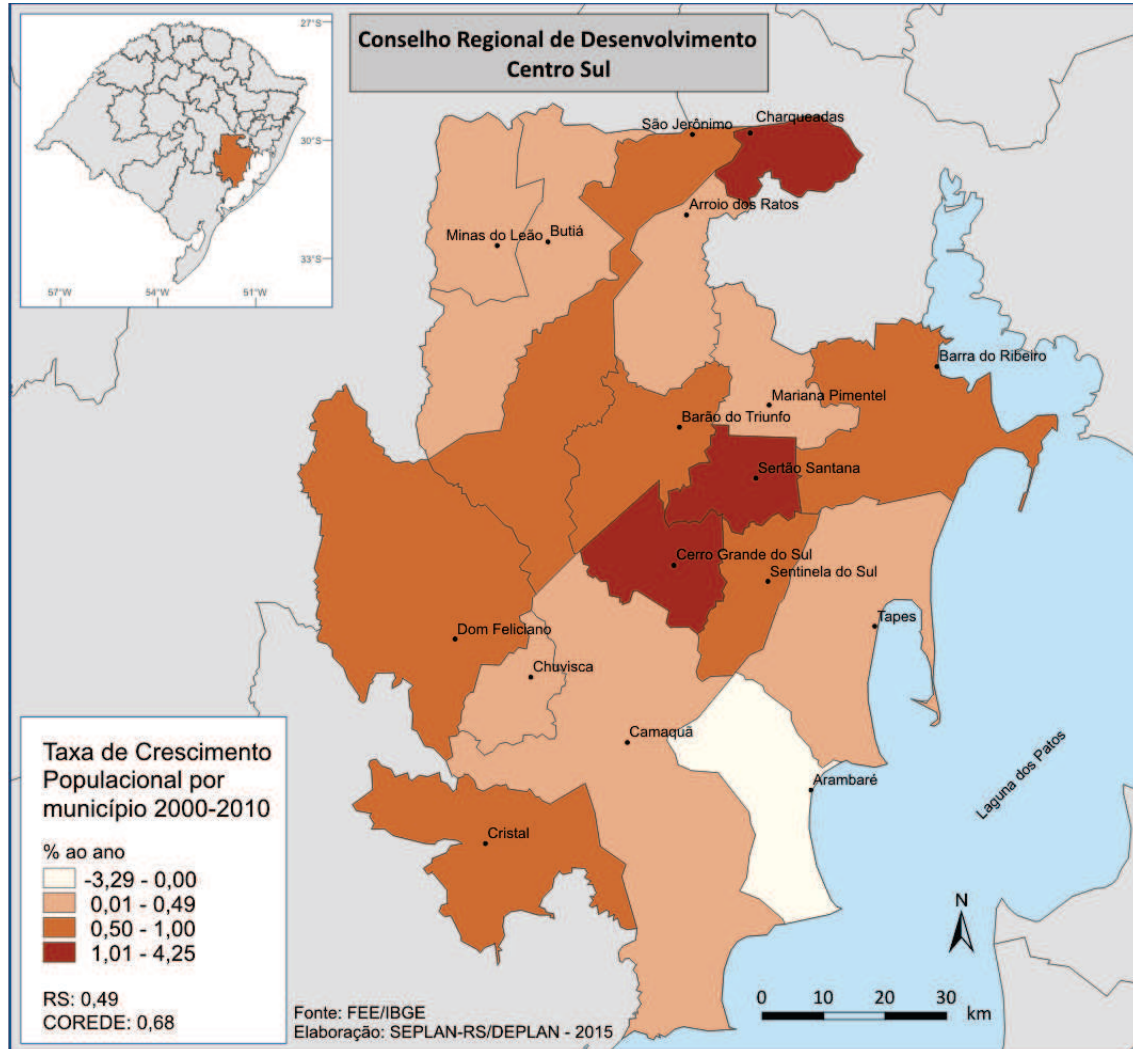 Conselho Regional de Desenvolvimento
Centro Sul
27°S
30°S
33°S
57°W
54°W
51°W
São Jerônimo
Charqueadas
Arroio dos Ratos
Minas do Leão
Butiá
Barra do Ribeiro
Mariana Pimentel
Barão do Triunfo
Sertão Santana
Cerro Grande do Sul
Sentinela do Sul
Tapes
Dom Feliciano
Chuvisca
Camaquã
Arambaré
Laguna dos Patos
Cristal
Taxa de Crescimento
Populacional por
município 2000-2010
% ao ano
-3,29 - 0,00
0,01 - 0,49
0,50 - 1,00
1,01 - 4,25
RS: 0,49
COREDE: 0,68
Fonte: FEE/IBGE
Elaboração: SEPLAN-RS/DEPLAN - 2015
N
0 10 20 30
km